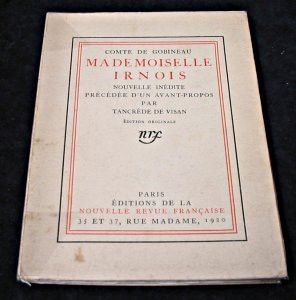 COMTE DE GOBINEAU
MADEMOISELLE
IRNOIS
NOUVELLE INÉDITE
PRÉCÉDÉE D'UN AVANT-PROPOS
PAR
TANCRÈDE DE VISAN
ÉDITION ORIGINALE
nrf
PARIS
ÉDITIONS DE LA
NOUVELLE REVUE FRANÇAISE
35 ET 37, RUE MADAME, 1920